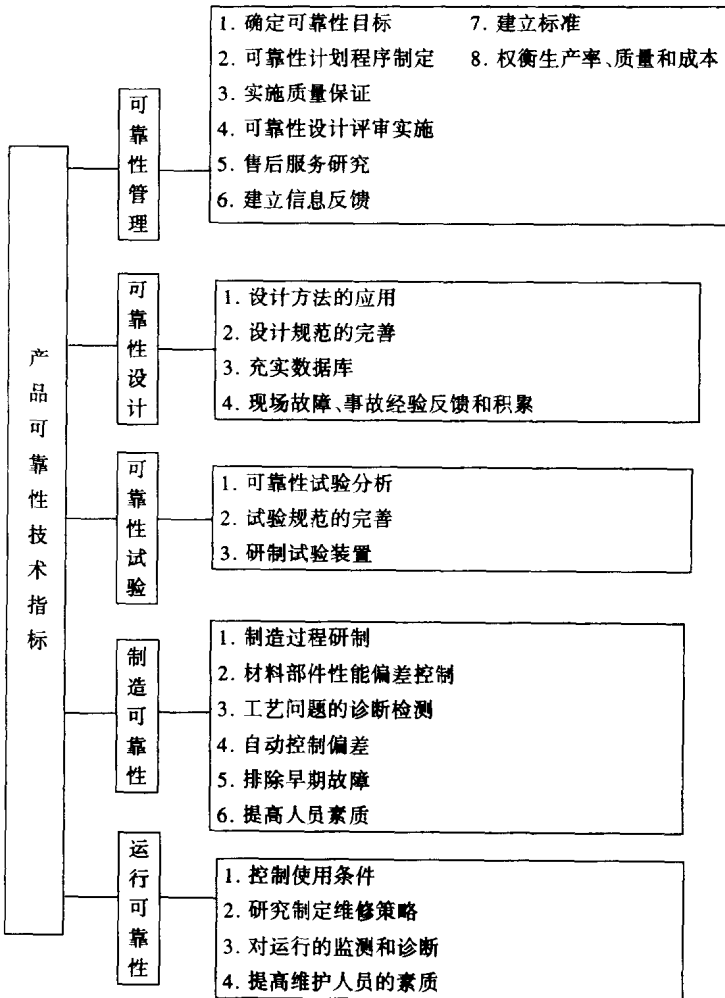 产品可靠性技术指标
可靠性管理
1. 确定可靠性目标
2. 可靠性计划程序制定
3. 实施质量保证
4. 可靠性设计评审实施
5. 售后服务研究
6. 建立信息反馈
7. 建立标准
8. 权衡生产率、质量和成本
可靠性设计
1. 设计方法的应用
2. 设计规范的完善
3. 充实数据库
4. 现场故障、事故经验反馈和积累
可靠性试验
1. 可靠性试验分析
2. 试验规范的完善
3. 研制试验装置
制造可靠性
1. 制造过程研制
2. 材料部件性能偏差控制
3. 工艺问题的诊断检测
4. 自动控制偏差
5. 排除早期故障
6. 提高人员素质
运行可靠性
1. 控制使用条件
2. 研究制定维修策略
3. 对运行的监测和诊断
4. 提高维护人员的素质